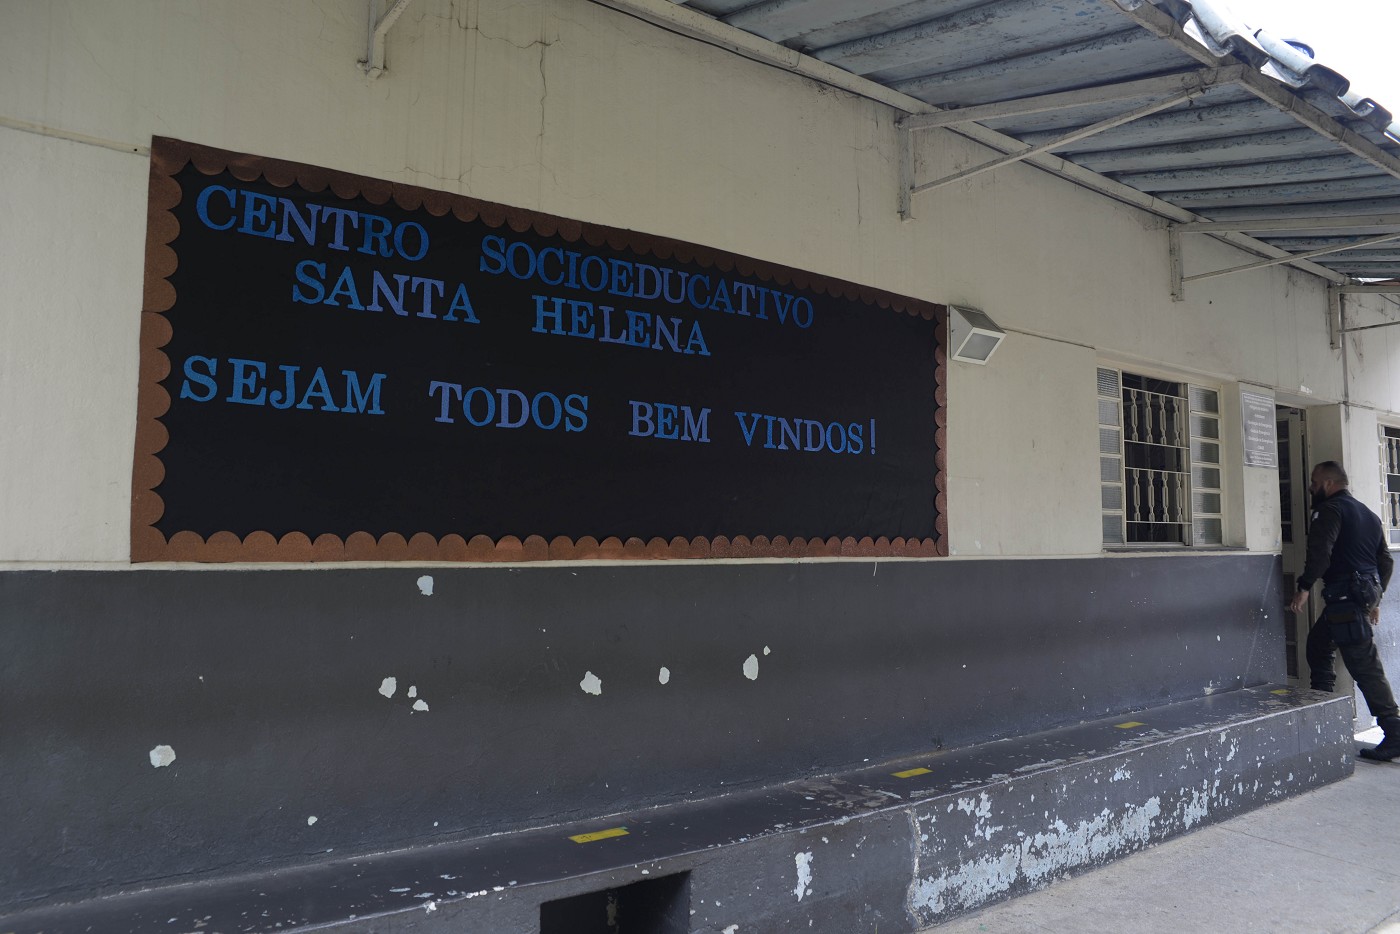 CENTRO SOCIOEDUCATIVO
SANTA HELENA
SEJAM TODOS BEM VINDOS!